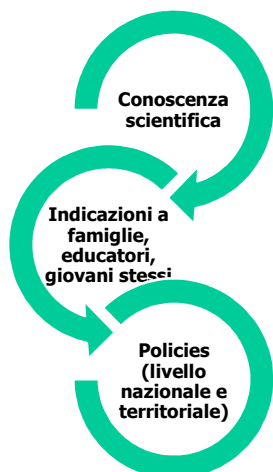 Conoscenza
scientifica
Indicazioni a
famiglie,
educatori,
giovani stessi
Policies
(livello
nazionale e
territoriale)